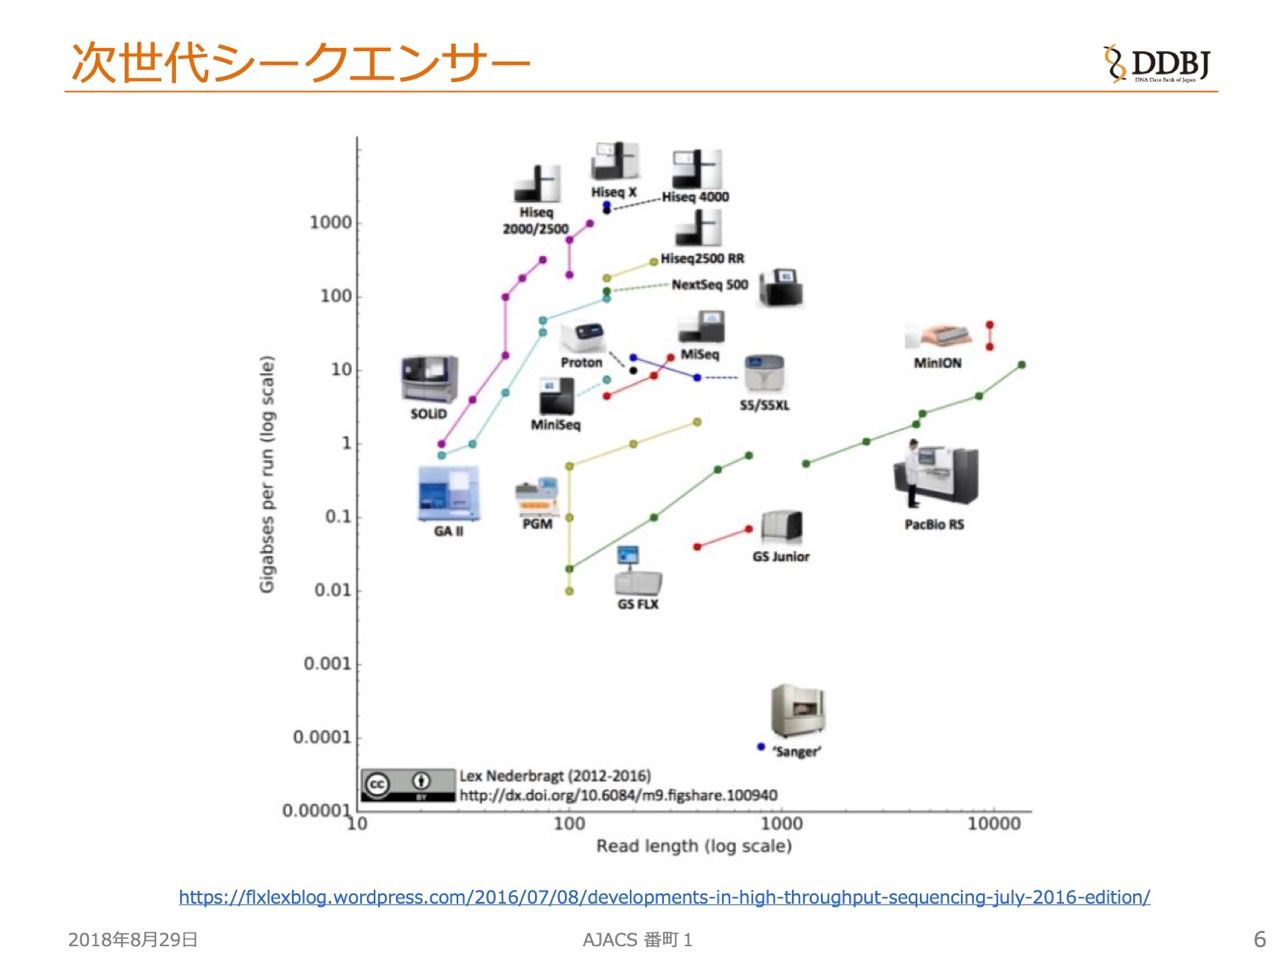 次世代シークエンサー
DDBJ
DNA Data Bank of Japan
Gigabses per run (log scale)
1000
100
10
1
0.1
0.01
0.001
0.0001
0.00001
Hiseq X
Hiseq 4000
Hiseq
2000/2500
Hiseq2500 RR
NextSeq 500
Proton
MiSeq
MinION
SOLiD
S5/S5XL
MiniSeq
GA II
PGM
PacBio RS
GS Junior
GS FLX
‘Sanger’
cc
BY
Lex Nederbragt (2012-2016)
http://dx.doi.org/10.6084/m9.figshare.100940
10
100
1000
10000
Read length (log scale)
https://flxlexblog.wordpress.com/2016/07/08/developments-in-high-throughput-sequencing-july-2016-edition/
2018年8月29日
AJACS 番町１
6